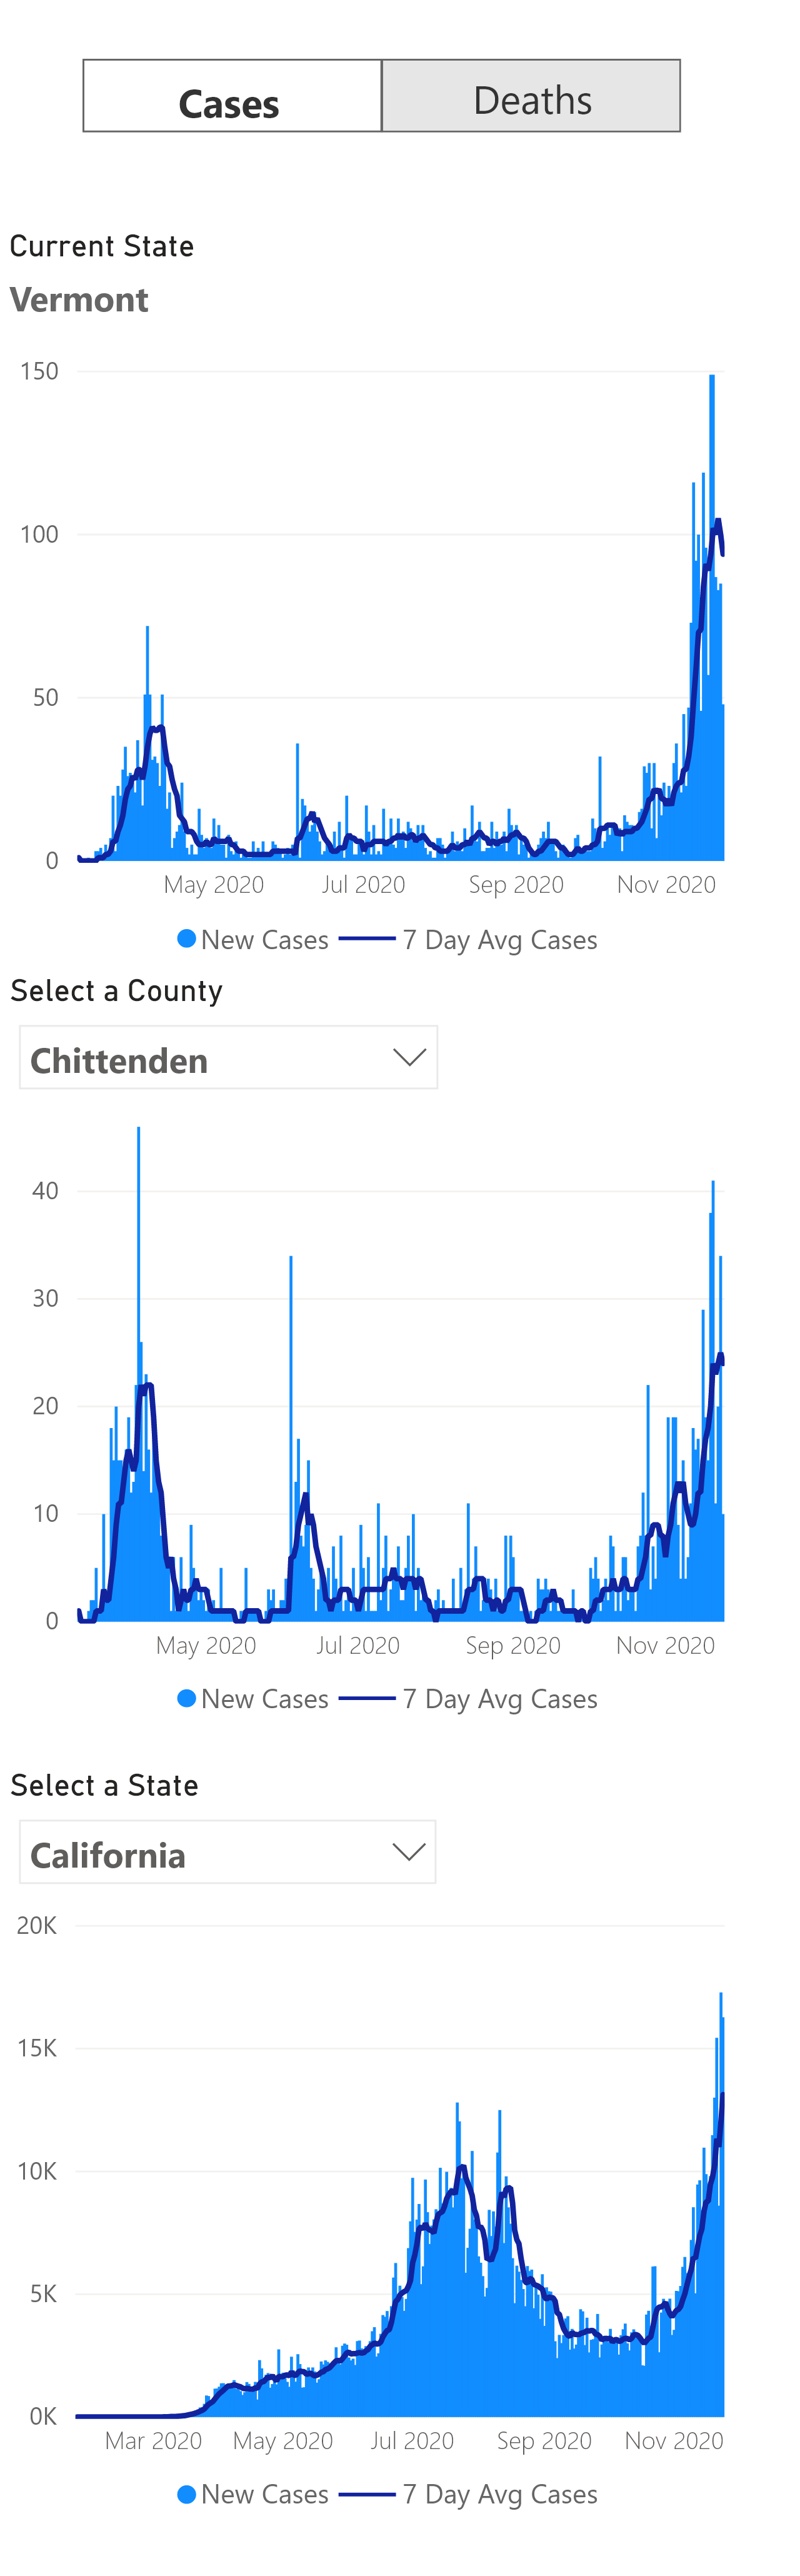 Cases Deaths
Current State
Vermont
150
100
50
0
May 2020 Jul 2020 Sep 2020 Nov 2020
New Cases 7 Day Avg Cases
Select a County
Chittenden
40
30
20
10
0
May 2020 Jul 2020 Sep 2020 Nov 2020
New Cases 7 Day Avg Cases
Select a State
California
20K
15K
10K
5K
0K
Mar 2020 May 2020 Jul 2020 Sep 2020 Nov 2020
New Cases 7 Day Avg Cases